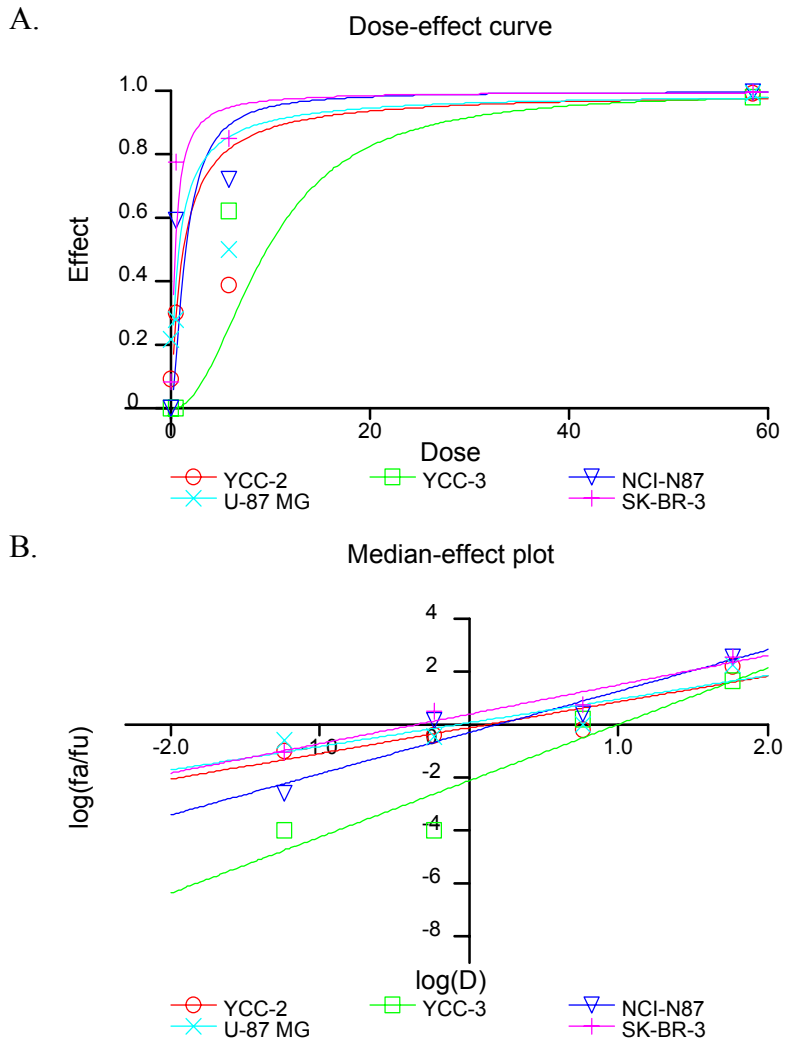 A.
Dose-effect curve
1.0
0.8
0.6
0.4
0.2
0
Effect
0 20 40 60
Dose
YCC-2 YCC-3 NCI-N87
U-87 MG SK-BR-3
B.
Median-effect plot
4
2
-2.0 -1.0 1.0 2.0
-2
-4
-6
-8
log(fa/fu)
log(D)
YCC-2 YCC-3 NCI-N87
U-87 MG SK-BR-3